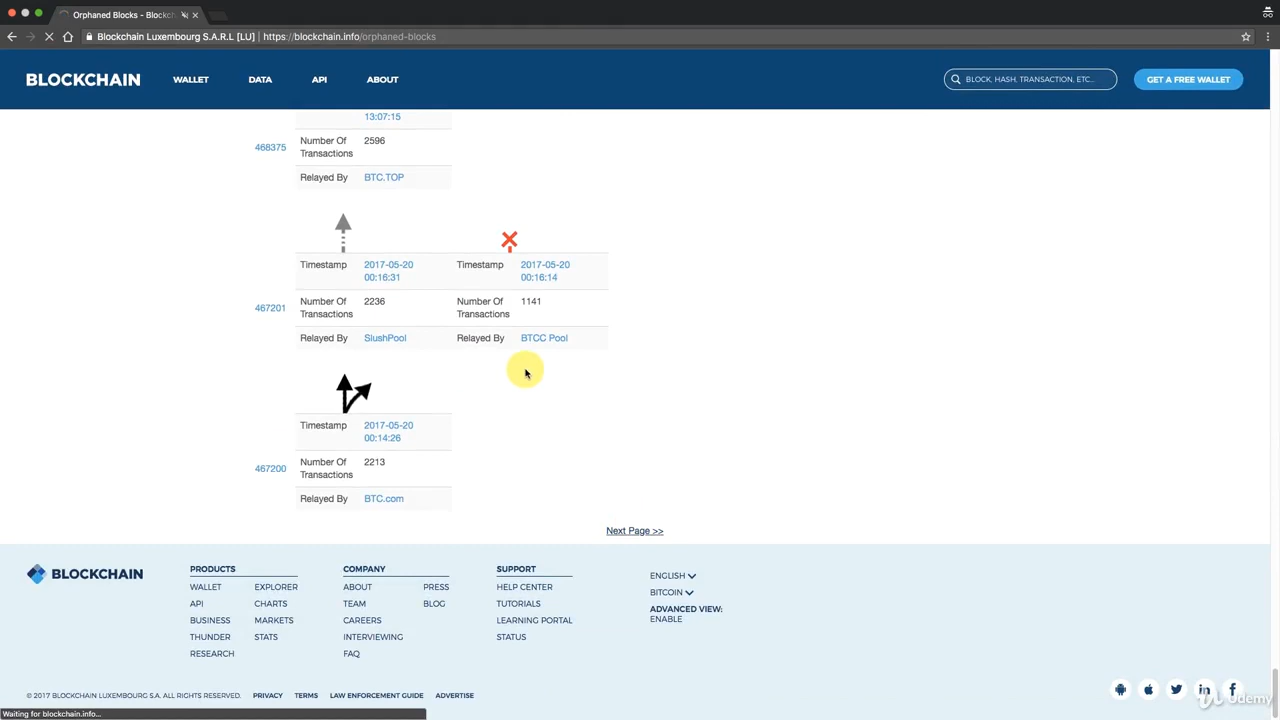 Orphaned Blocks - Blockch
Blockchain Luxembourg S.A.R.L [LU] | https://blockchain.info/orphaned-blocks
BLOCKCHAIN WALLET DATA API ABOUT BLOCK, HASH, TRANSACTION, ETC... GET A FREE WALLET
13:07:15
468375 Number Of Transactions 2596
Relayed By BTC.TOP
Timestamp 2017-05-20 00:16:31 Timestamp 2017-05-20 00:16:14
467201 Number Of Transactions 2236 Number Of Transactions 1141
Relayed By SlushPool Relayed By BTCC Pool
Timestamp 2017-05-20 00:14:26
467200 Number Of Transactions 2213
Relayed By BTC.com
Next Page >>
BLOCKCHAIN PRODUCTS COMPANY SUPPORT
WALLET EXPLORER ABOUT PRESS HELP CENTER ENGLISH
API CHARTS TEAM BLOG TUTORIALS BITCOIN
BUSINESS MARKETS CAREERS LEARNING PORTAL ADVANCED VIEW: ENABLE
THUNDER STATS INTERVIEWING STATUS
RESEARCH FAQ
© 2017 BLOCKCHAIN LUXEMBOURG S.A. ALL RIGHTS RESERVED. PRIVACY TERMS LAW ENFORCEMENT GUIDE ADVERTISE
Udemy
Waiting for blockchain.info...